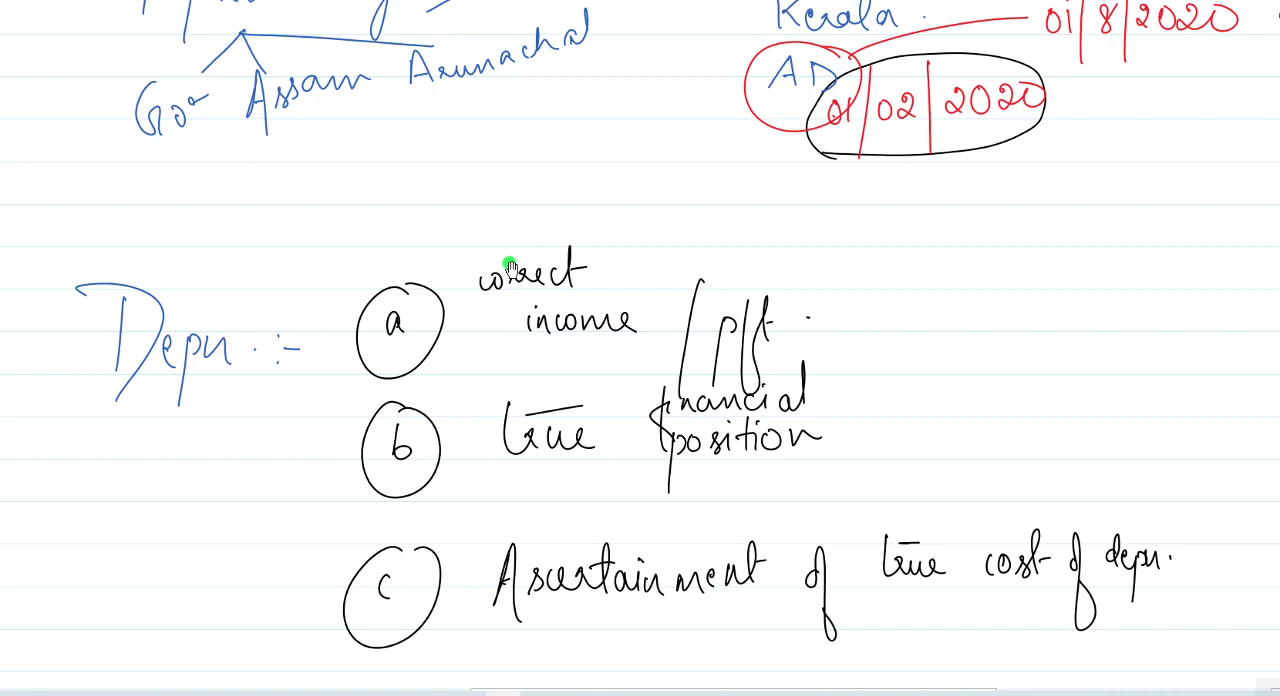 Kerala .
01/8/2020
Goa Assam Arunachal
AD
01/02/2020
Depn. :-
a correct
income / pft .
b true financial
position
c Ascertainment of true cost of depn.